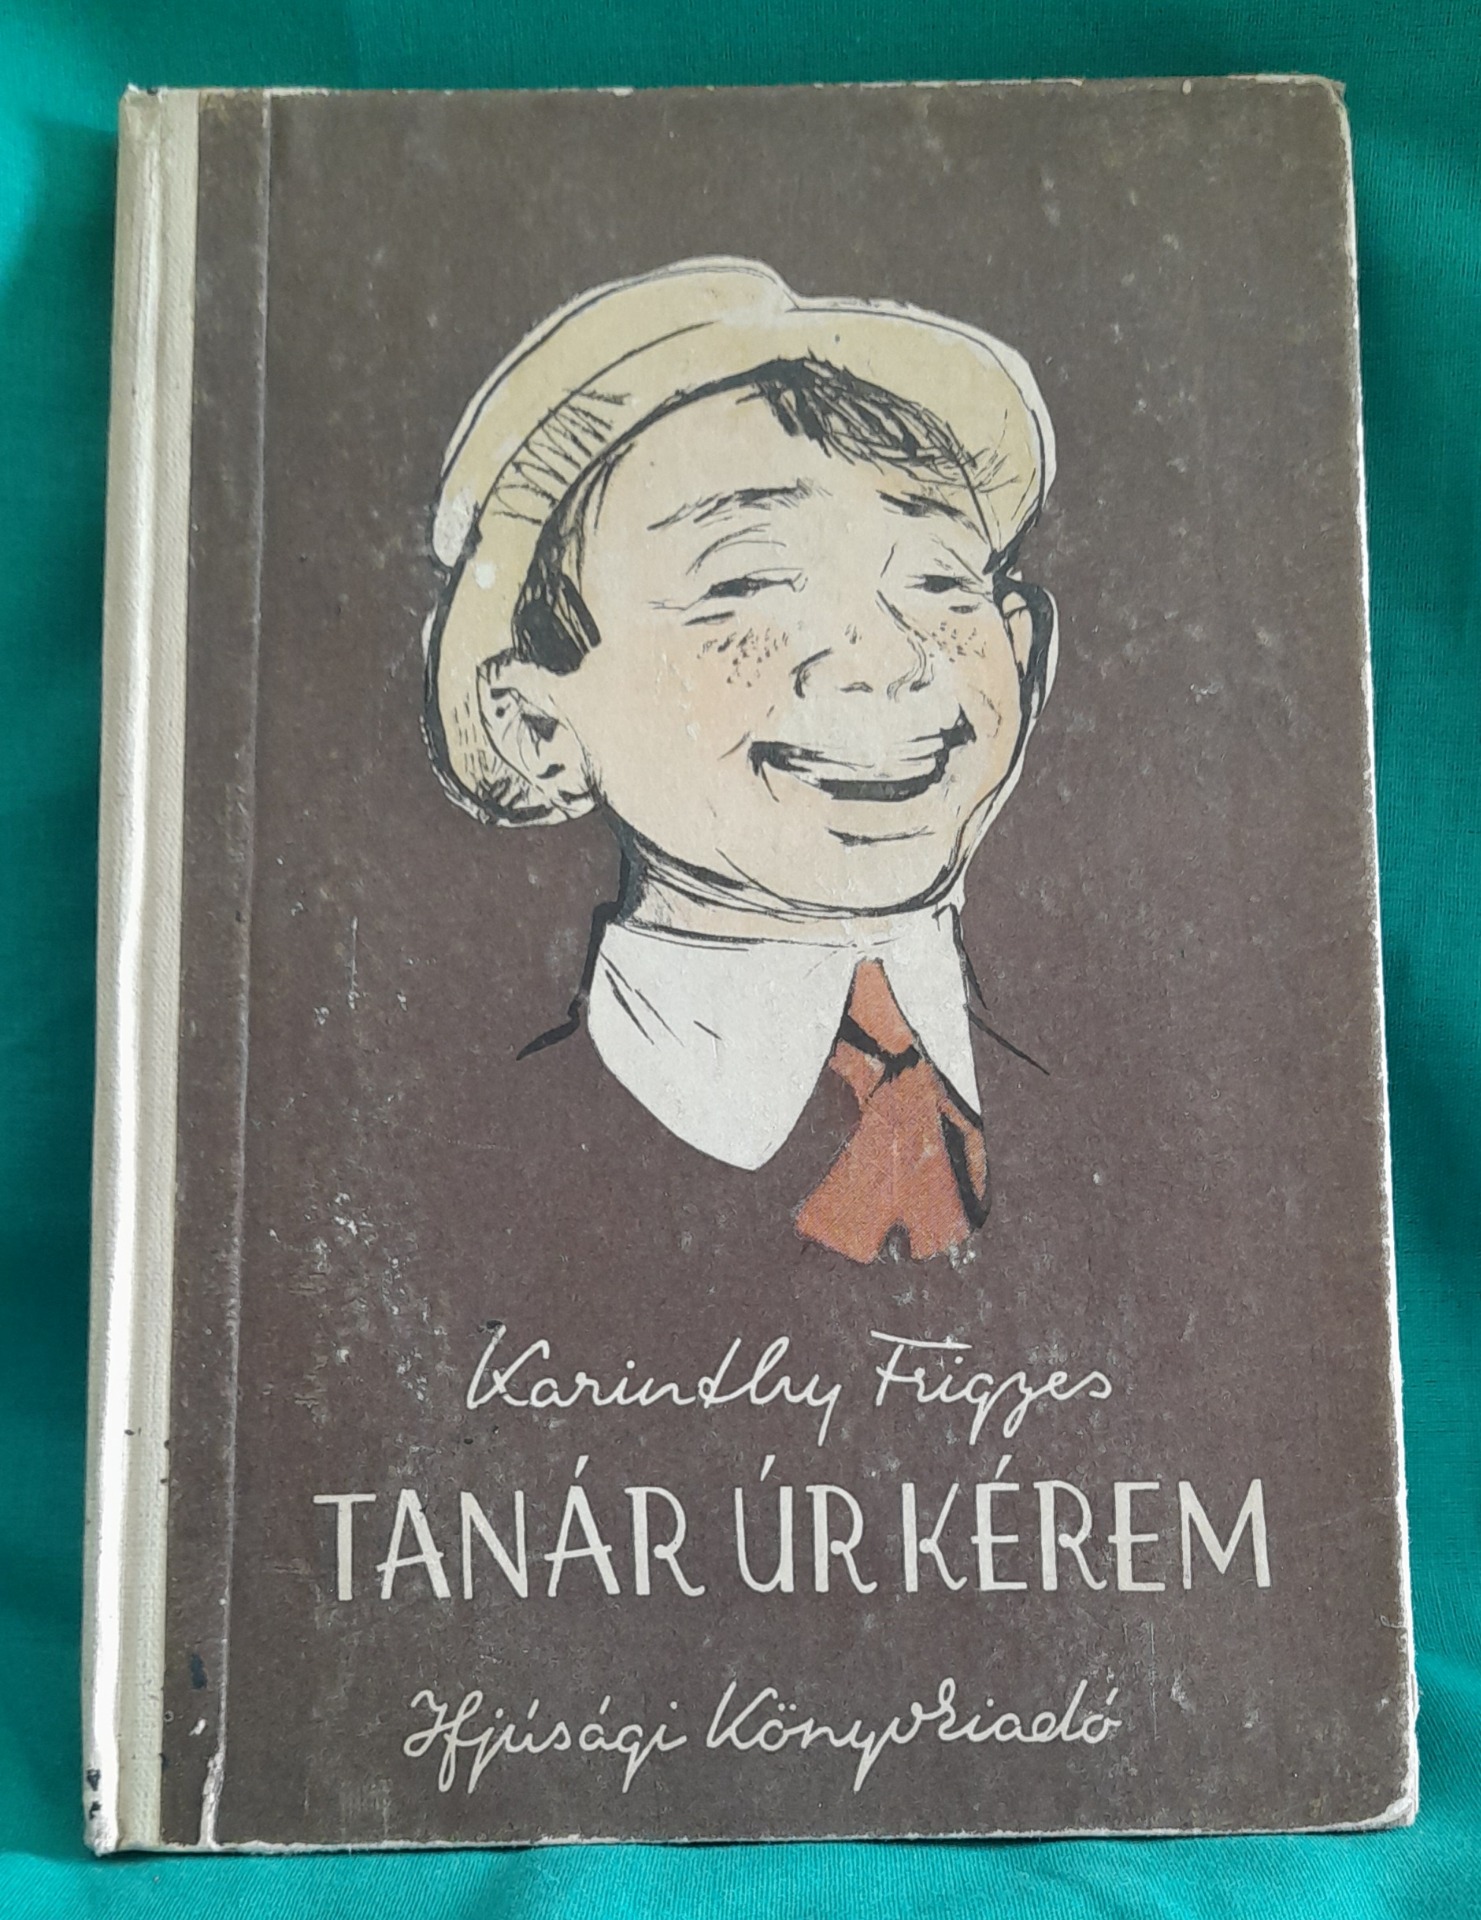 Karinthy Frigyes
TANÁR ÚR KÉREM
Ifjúsági Könyvkiadó